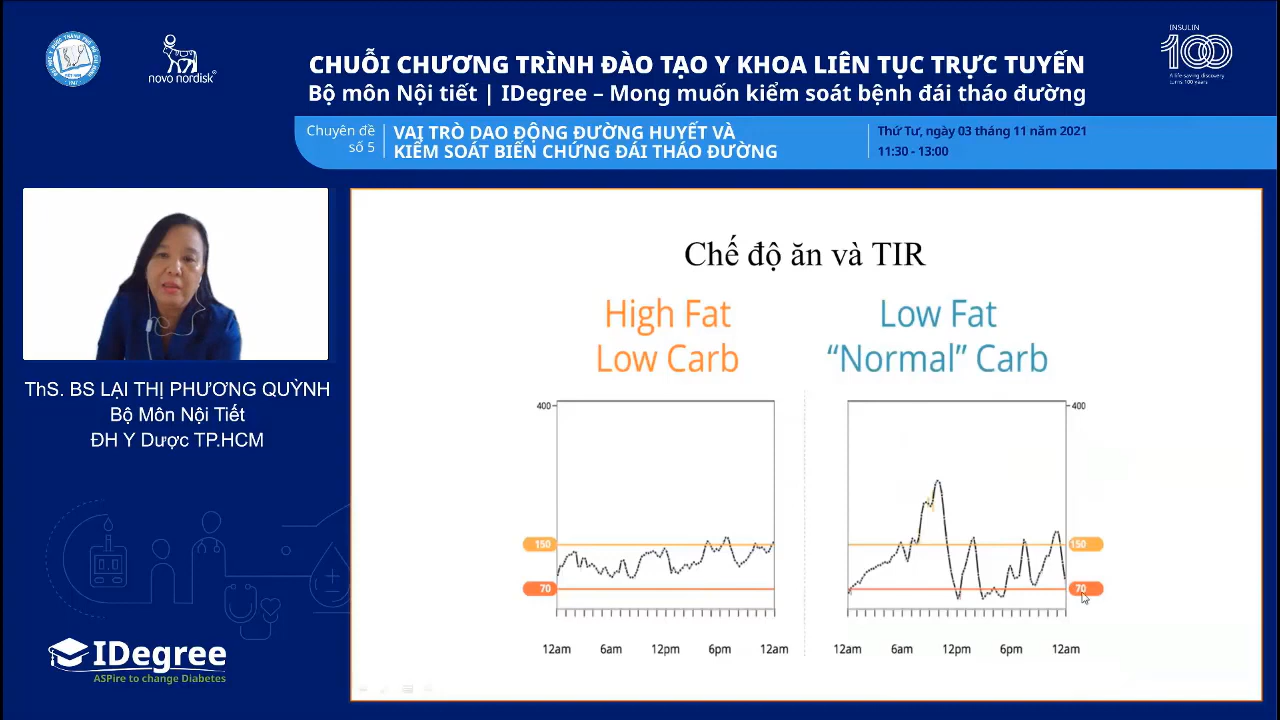 novo nordisk®
INSULIN
100
A life-saving discovery
turns 100 years
CHUỖI CHƯƠNG TRÌNH ĐÀO TẠO Y KHOA LIÊN TỤC TRỰC TUYẾN
Bộ môn Nội tiết | IDegree – Mong muốn kiểm soát bệnh đái tháo đường
Chuyên đề
số 5
VAI TRÒ DAO ĐỘNG ĐƯỜNG HUYẾT VÀ
KIỂM SOÁT BIẾN CHỨNG ĐÁI THÁO ĐƯỜNG
Thứ Tư, ngày 03 tháng 11 năm 2021
11:30 - 13:00
ThS. BS LẠI THỊ PHƯƠNG QUỲNH
Bộ Môn Nội Tiết
ĐH Y Dược TP.HCM
IDegree
ASPire to change Diabetes
Chế độ ăn và TIR
High Fat
Low Carb
400
150
70
12am 6am 12pm 6pm 12am
Low Fat
“Normal” Carb
400
150
70
12am 6am 12pm 6pm 12am